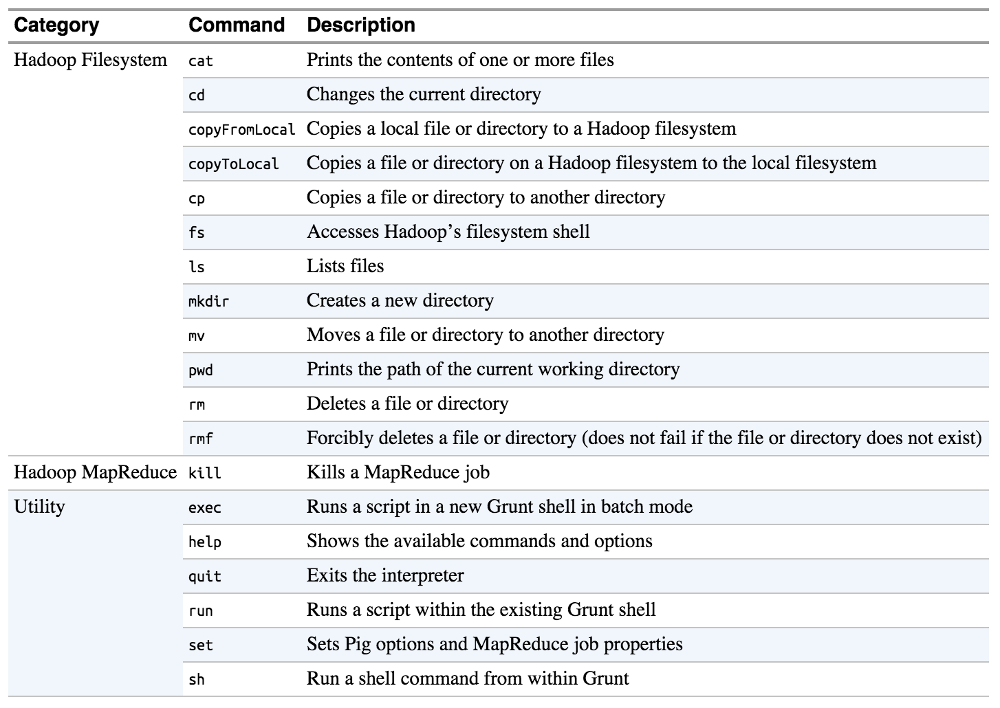 Category Command Description
Hadoop Filesystem cat Prints the contents of one or more files
cd Changes the current directory
copyFromLocal Copies a local file or directory to a Hadoop filesystem
copyToLocal Copies a file or directory on a Hadoop filesystem to the local filesystem
cp Copies a file or directory to another directory
fs Accesses Hadoop’s filesystem shell
ls Lists files
mkdir Creates a new directory
mv Moves a file or directory to another directory
pwd Prints the path of the current working directory
rm Deletes a file or directory
rmf Forcibly deletes a file or directory (does not fail if the file or directory does not exist)
Hadoop MapReduce kill Kills a MapReduce job
Utility exec Runs a script in a new Grunt shell in batch mode
help Shows the available commands and options
quit Exits the interpreter
run Runs a script within the existing Grunt shell
set Sets Pig options and MapReduce job properties
sh Run a shell command from within Grunt